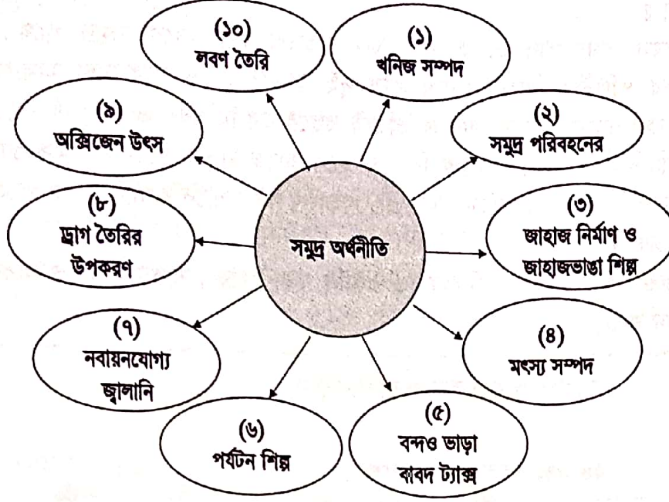 (১০)
লবণ তৈরি
(১)
খনিজ সম্পদ
(৯)
অক্সিজেন উৎস
(২)
সমুদ্র পরিবহনের
(৮)
ড্রাগ তৈরির
উপকরণ
সমুদ্র অর্থনীতি
(৩)
জাহাজ নির্মাণ ও
জাহাজভাঙা শিল্প
(৭)
নবায়নযোগ্য
জ্বালানি
(৪)
মৎস্য সম্পদ
(৬)
পর্যটন শিল্প
(৫)
বন্দও ভাড়া
বাবদ ট্যাক্স